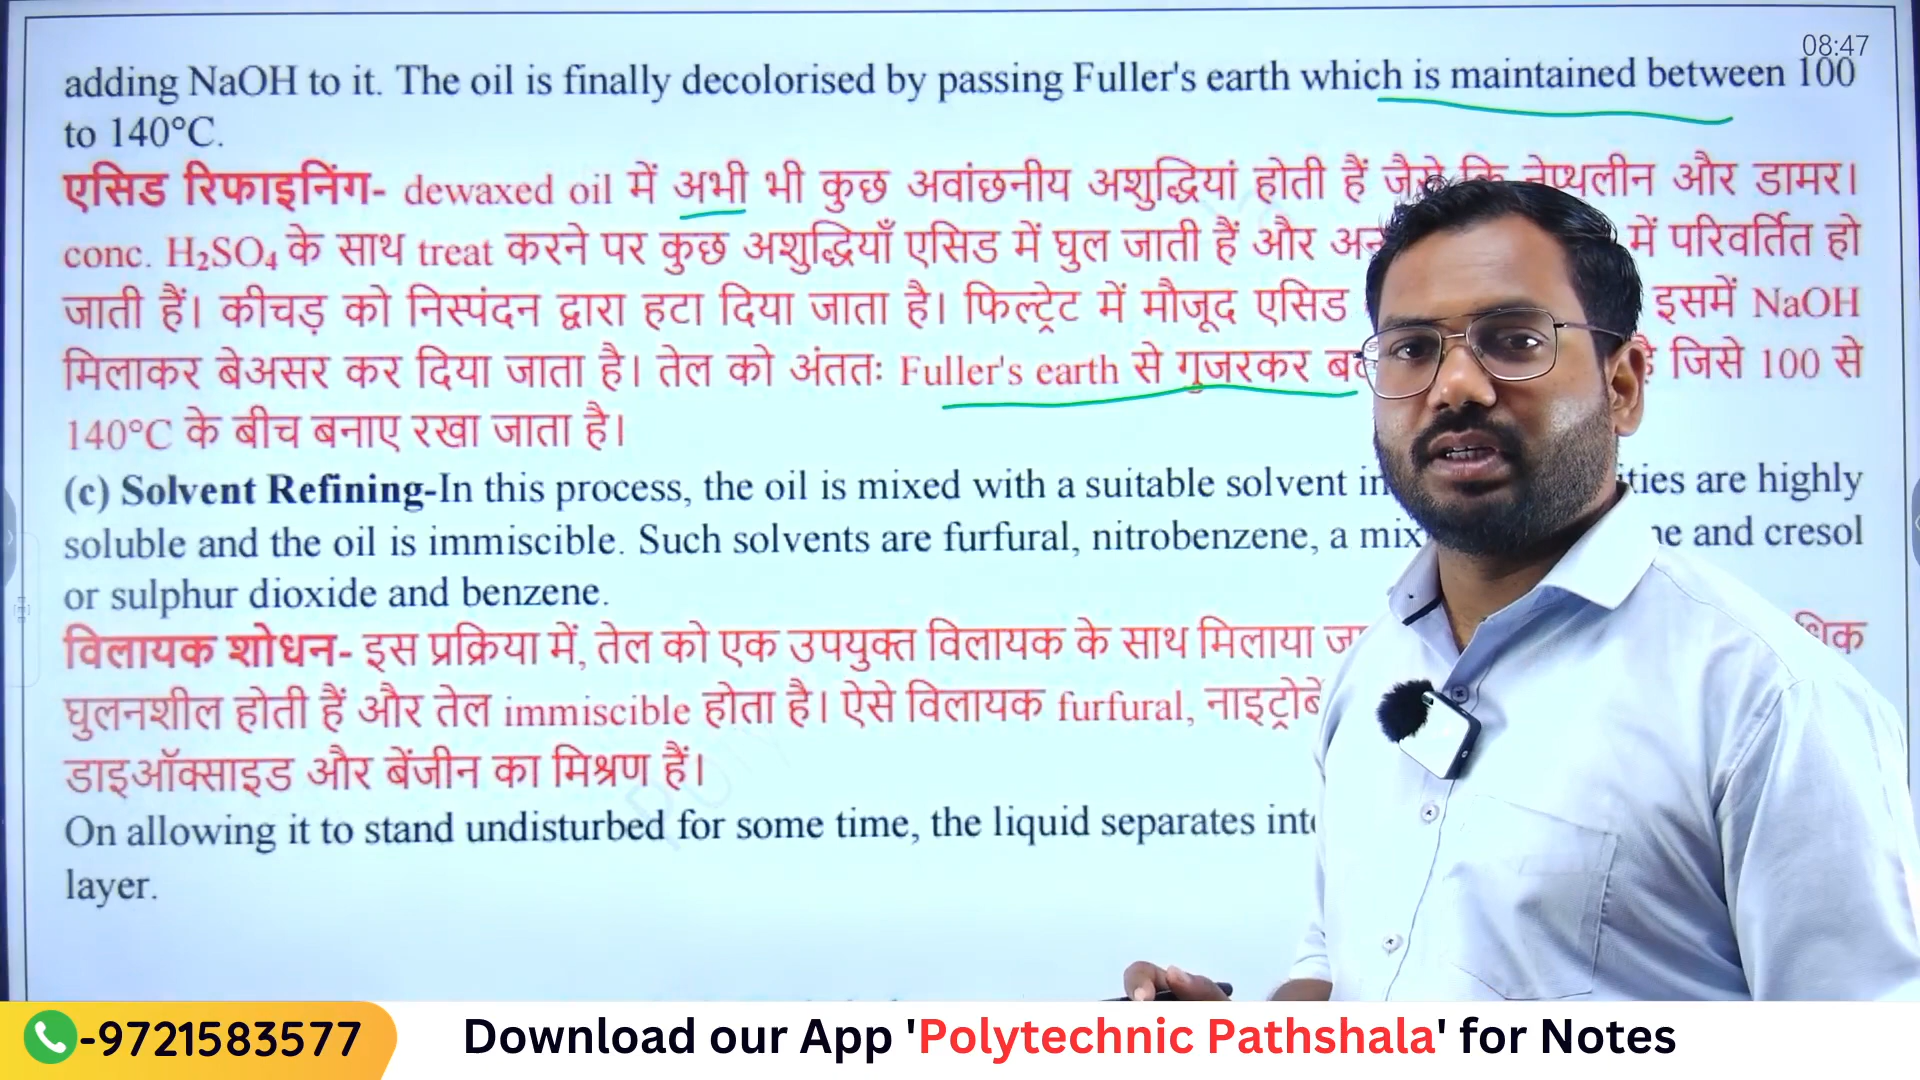 08:47
adding NaOH to it. The oil is finally decolorised by passing Fuller's earth which is maintained between 100
to 140°C.
एसिड रिफाइनिंग- dewaxed oil में अभी भी कुछ अवांछनीय अशुद्धियां होती हैं जैसे कि नेप्थलीन और डामर।
conc. H₂SO₄ के साथ treat करने पर कुछ अशुद्धियाँ एसिड में घुल जाती हैं और में परिवर्तित हो
जाती हैं। कीचड़ को निस्पंदन द्वारा हटा दिया जाता है। फिल्ट्रेट में मौजूद एसिड इसमें NaOH
मिलाकर बेअसर कर दिया जाता है। तेल को अंततः Fuller's earth से गुजरकर है जिसे 100 से
140°C के बीच बनाए रखा जाता है।
(c) Solvent Refining-In this process, the oil is mixed with a suitable solvent in are highly
soluble and the oil is immiscible. Such solvents are furfural, nitrobenzene, a and cresol
or sulphur dioxide and benzene.
विलायक शोधन- इस प्रक्रिया में, तेल को एक उपयुक्त विलायक के साथ मिलाया
घुलनशील होती हैं और तेल immiscible होता है। ऐसे विलायक furfural,
डाइऑक्साइड और बेंजीन का मिश्रण हैं।
On allowing it to stand undisturbed for some time, the liquid separates
layer.
-9721583577 Download our App 'Polytechnic Pathshala' for Notes